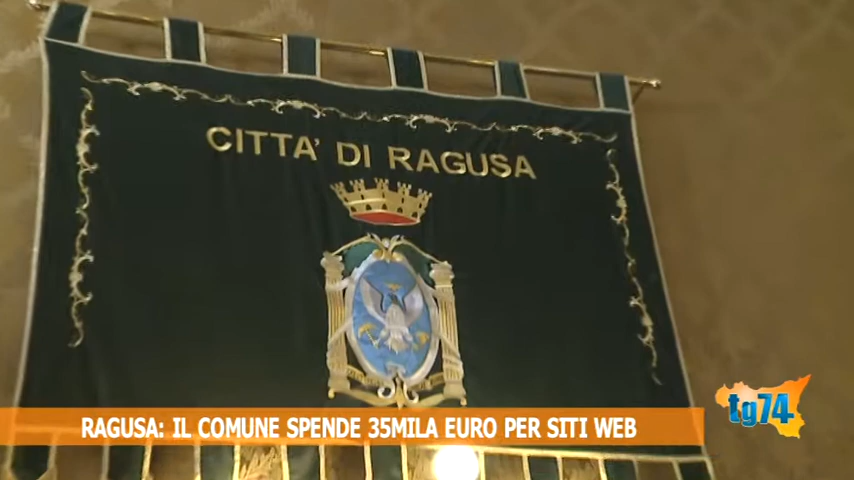 CITTA' DI RAGUSA
RAGUSA: IL COMUNE SPENDE 35MILA EURO PER SITI WEB
tg74